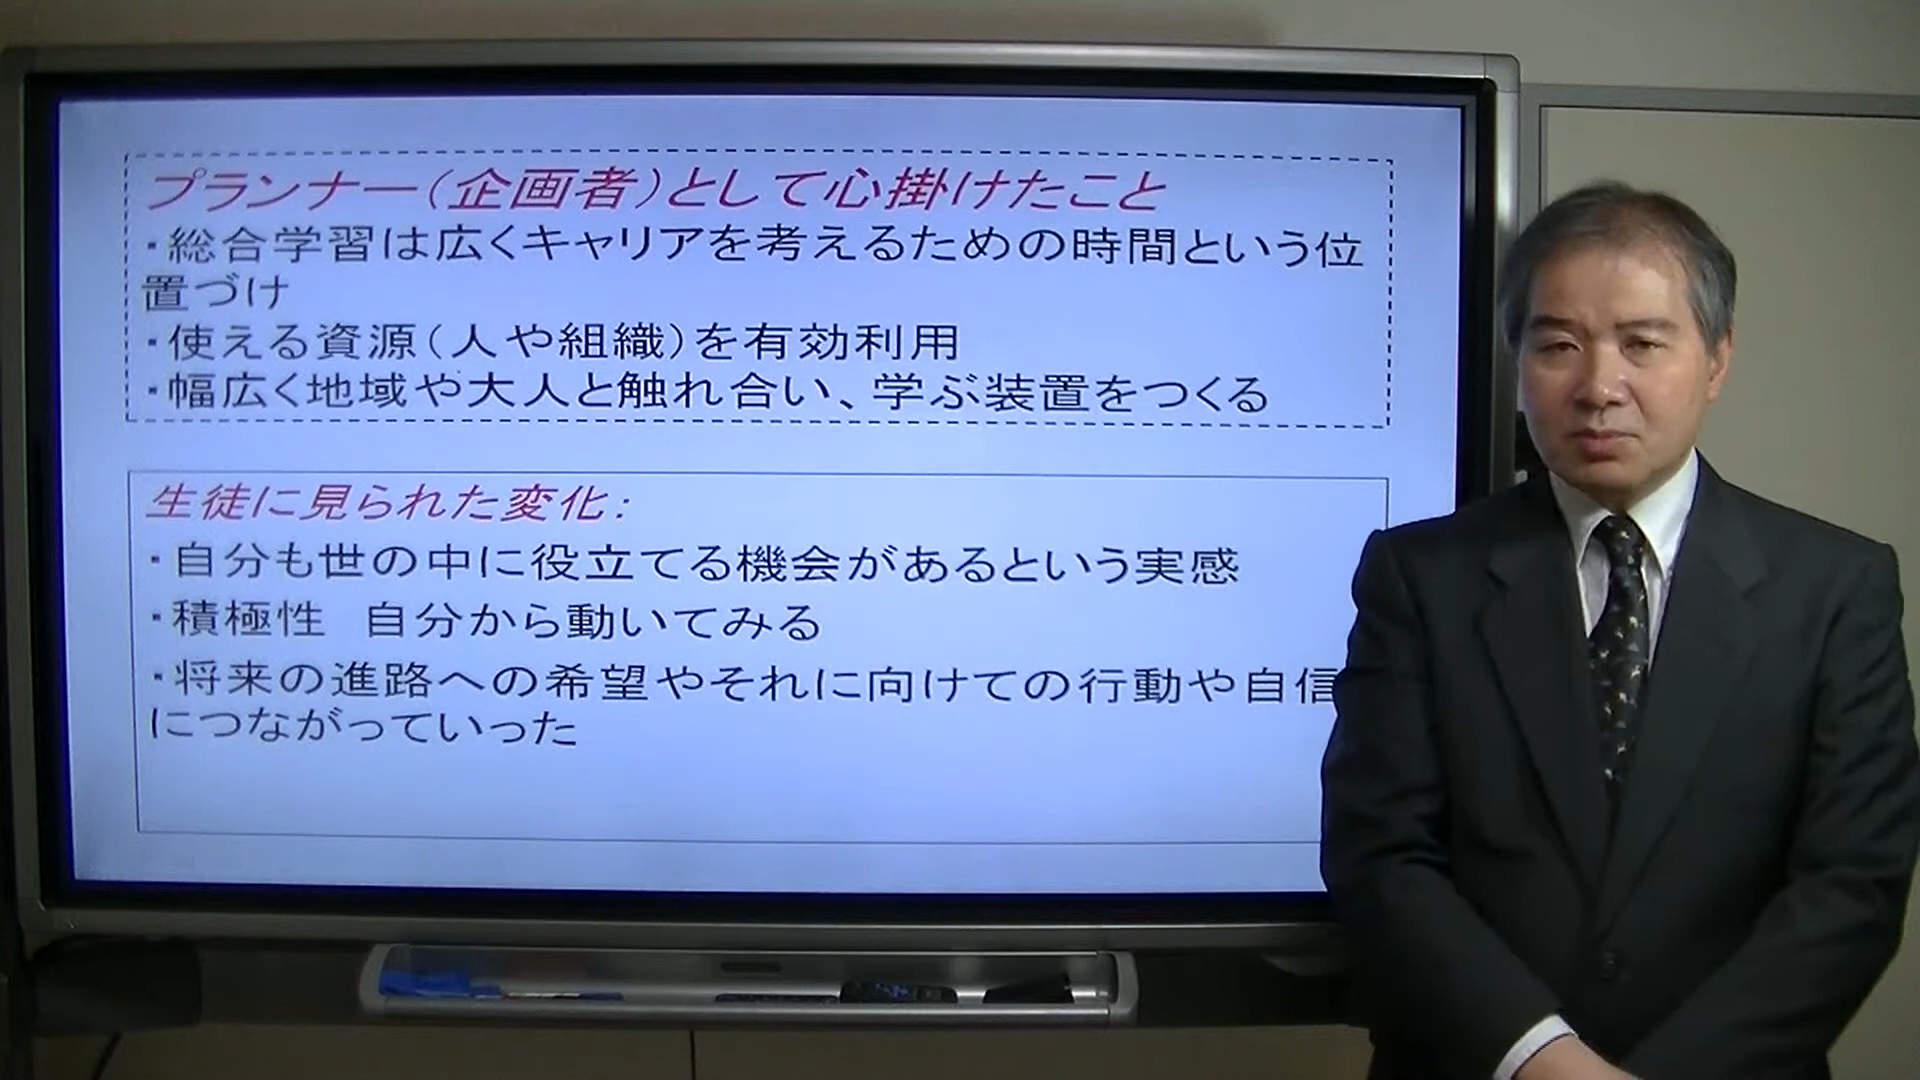 プランナー（企画者）として心掛けたこと
・総合学習は広くキャリアを考えるための時間という位
置づけ
・使える資源（人や組織）を有効利用
・幅広く地域や大人と触れ合い、学ぶ装置をつくる
生徒に見られた変化：
・自分も世の中に役立てる機会があるという実感
・積極性　自分から動いてみる
・将来の進路への希望やそれに向けての行動や自信
につながっていった